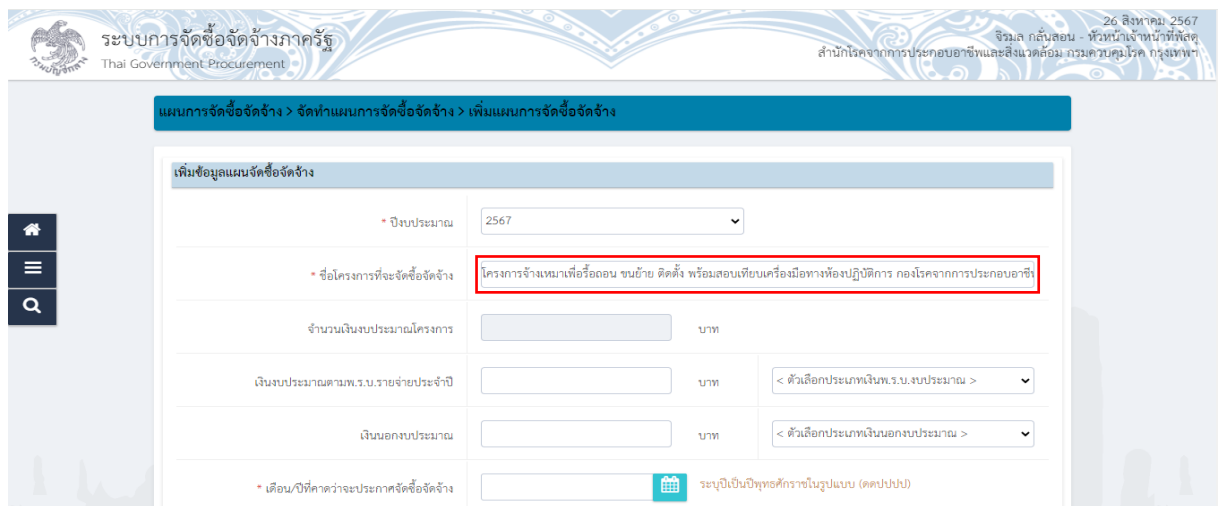 26 สิงหาคม 2567
ระบบการจัดซื้อจัดจ้างภาครัฐ
จิรมล กลั่นสอน - หัวหน้าเจ้าหน้าที่พัสดุ
Thai Government Procurement
สำนักโรคจากการประกอบอาชีพและสิ่งแวดล้อม กรมควบคุมโรค กรุงเทพฯ
กรมบัญชีกลาง
แผนการจัดซื้อจัดจ้าง > จัดทำแผนการจัดซื้อจัดจ้าง > เพิ่มแผนการจัดซื้อจัดจ้าง
เพิ่มข้อมูลแผนจัดซื้อจัดจ้าง
* ปีงบประมาณ 2567
* ชื่อโครงการที่จะจัดซื้อจัดจ้าง โครงการจ้างเหมาเพื่อรื้อถอน ขนย้าย ติดตั้ง พร้อมสอบเทียบเครื่องมือทางห้องปฏิบัติการ กองโรคจากการประกอบอาชีพ
จำนวนเงินงบประมาณโครงการ บาท
เงินงบประมาณตามพ.ร.บ.รายจ่ายประจำปี บาท < ตัวเลือกประเภทเงินพ.ร.บ.งบประมาณ >
เงินนอกงบประมาณ บาท < ตัวเลือกประเภทเงินนอกงบประมาณ >
* เดือน/ปีที่คาดว่าจะประกาศจัดซื้อจัดจ้าง ระบุปีเป็นปีพุทธศักราชในรูปแบบ (ดดปปปป)